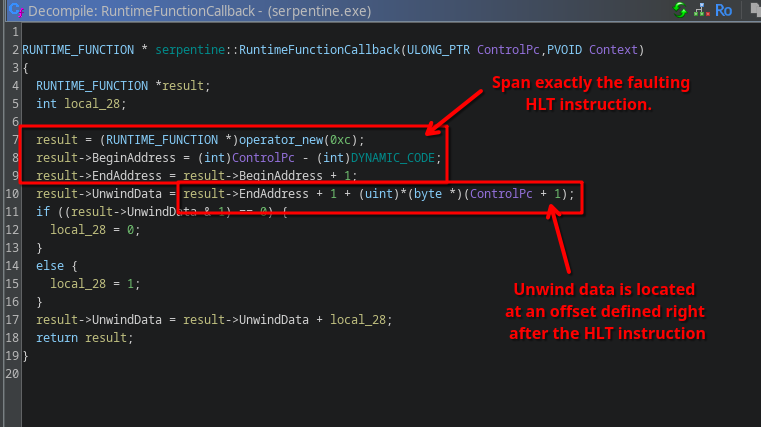 Decompile: RuntimeFunctionCallback - (serpentine.exe)
Ro
1
2 RUNTIME_FUNCTION * serpentine::RuntimeFunctionCallback(ULONG_PTR ControlPc,PVOID Context)
3 {
4 RUNTIME_FUNCTION *result;
5 int local_28;
6
7 result = (RUNTIME_FUNCTION *)operator_new(0xc);
8 result->BeginAddress = (int)ControlPc - (int)DYNAMIC_CODE;
9 result->EndAddress = result->BeginAddress + 1;
10 result->UnwindData = result->EndAddress + 1 + (uint)*(byte *)(ControlPc + 1);
11 if ((result->UnwindData & 1) == 0) {
12 local_28 = 0;
13 }
14 else {
15 local_28 = 1;
16 }
17 result->UnwindData = result->UnwindData + local_28;
18 return result;
19 }
20
Span exactly the faulting
HLT instruction.
Unwind data is located
at an offset defined right
after the HLT instruction